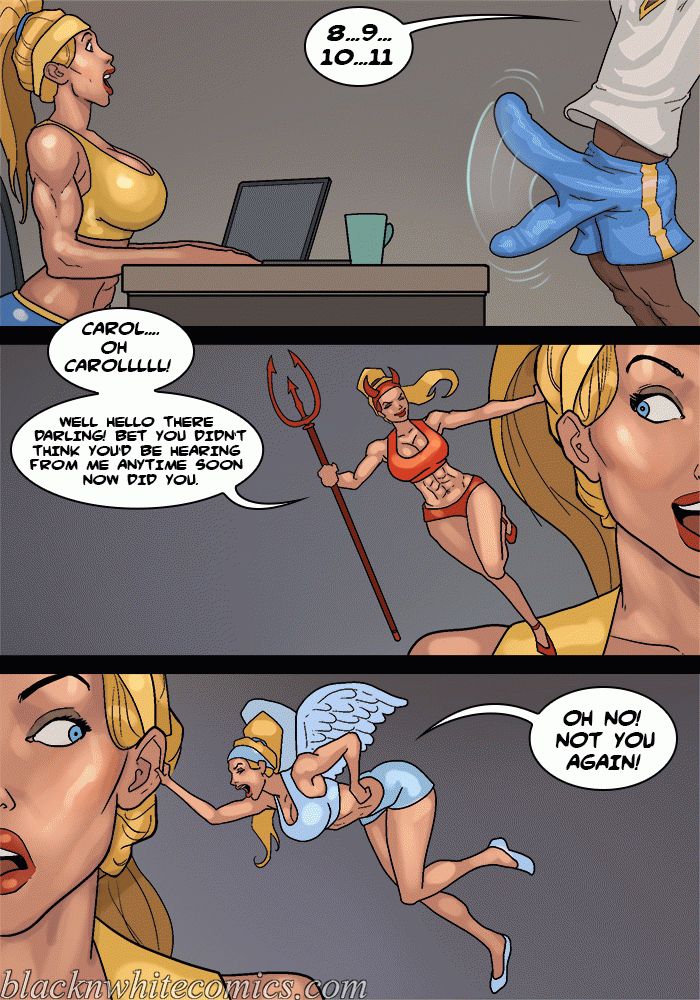 8...9...
10...11
CAROL....
OH
CAROLLLLL!
WELL HELLO THERE
DARLING! BET YOU DIDN'T
THINK YOU'D BE HEARING
FROM ME ANYTIME SOON
NOW DID YOU.
OH NO!
NOT YOU
AGAIN!
blacknwhitecomics.com